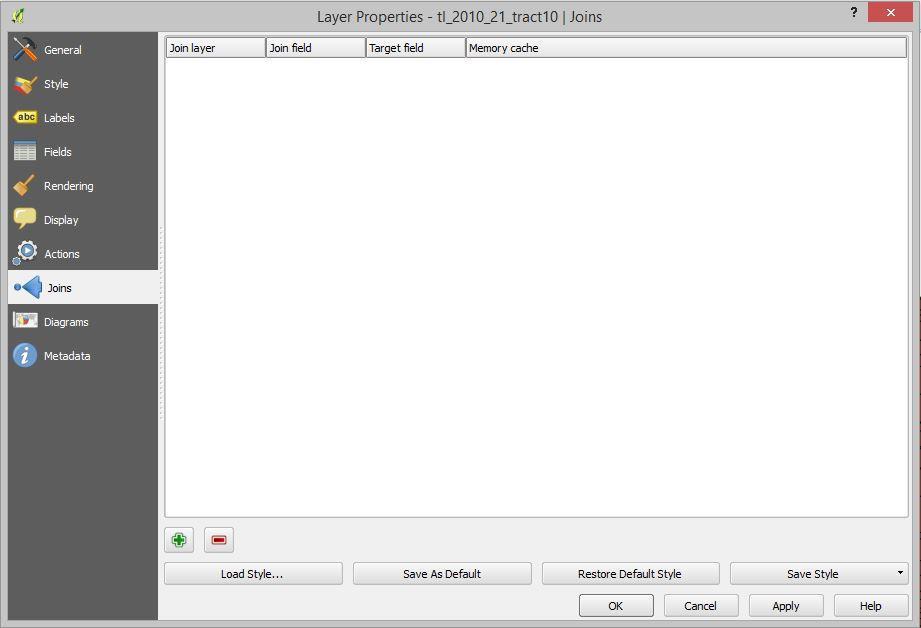 Layer Properties - tl_2010_21_tract10 | Joins
?
General
Style
abc Labels
Fields
Rendering
Display
Actions
Joins
Diagrams
i Metadata
Join layer Join field Target field Memory cache
Load Style... Save As Default Restore Default Style Save Style
OK Cancel Apply Help